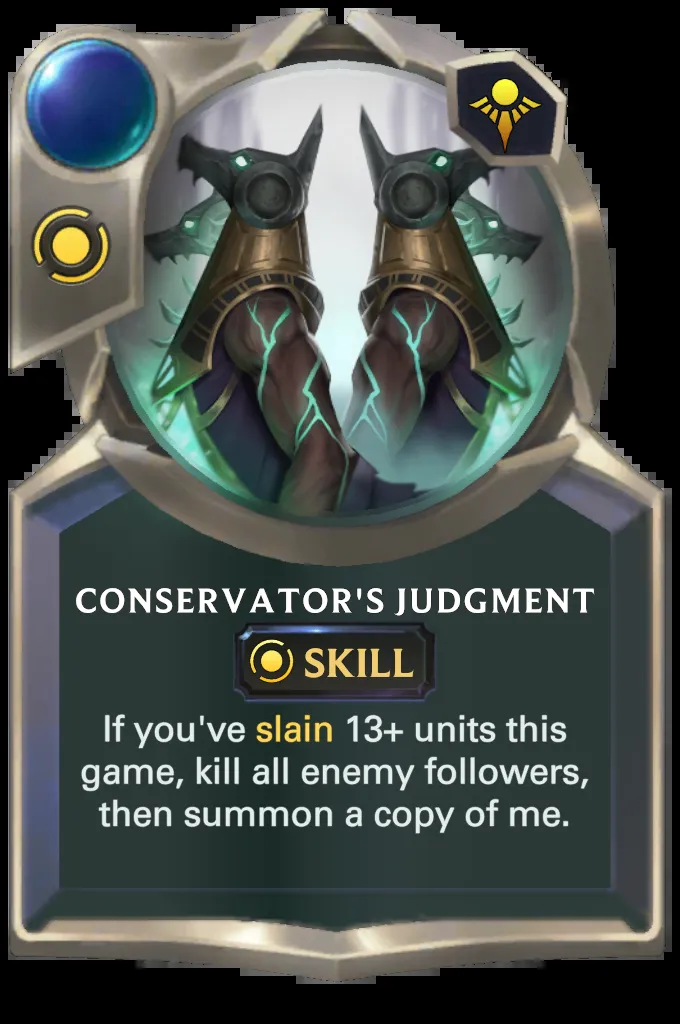 CONSERVATOR'S JUDGMENT
SKILL
If you've slain 13+ units this
game, kill all enemy followers,
then summon a copy of me.